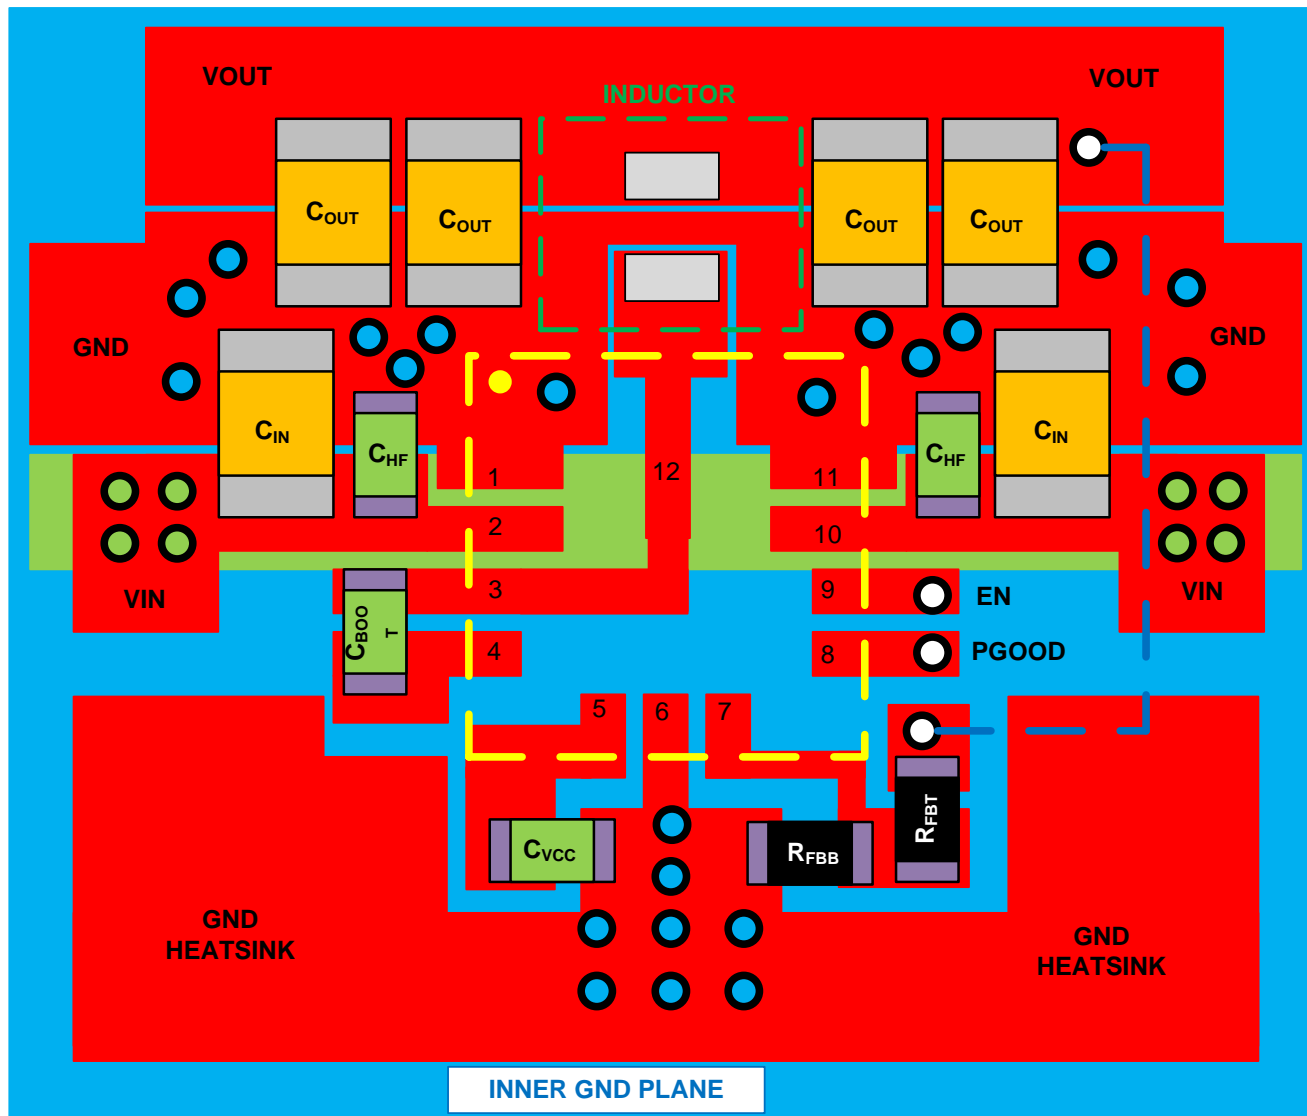 VOUT
VOUT
INDUCTOR
COUT
COUT
COUT
COUT
GND
GND
CIN
CHF
CHF
CIN
1
12
11
2
10
3
9
EN
VIN
VIN
CBOO
T
4
8
PGOOD
5
6
7
RFBT
CVCC
RFBB
GND
HEATSINK
GND
HEATSINK
INNER GND PLANE